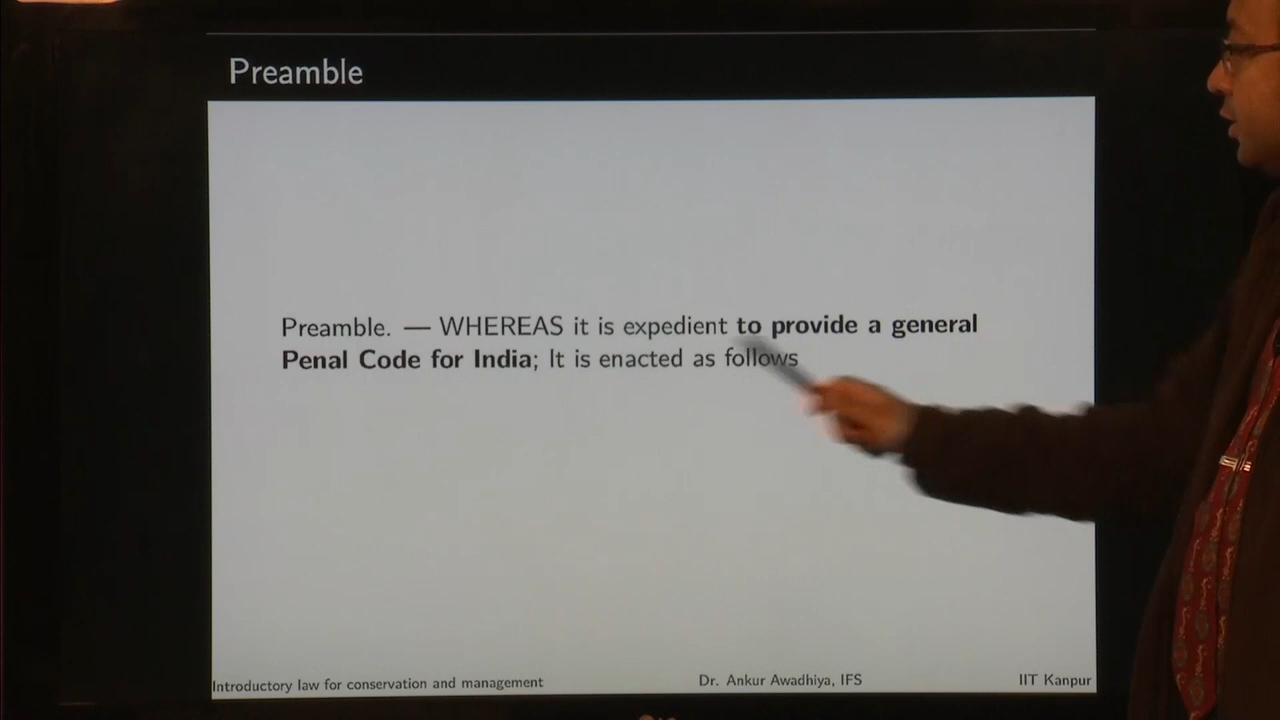 Preamble
Preamble. — WHEREAS it is expedient to provide a general
Penal Code for India; It is enacted as follows
Introductory law for conservation and management Dr. Ankur Awadhiya, IFS IIT Kanpur